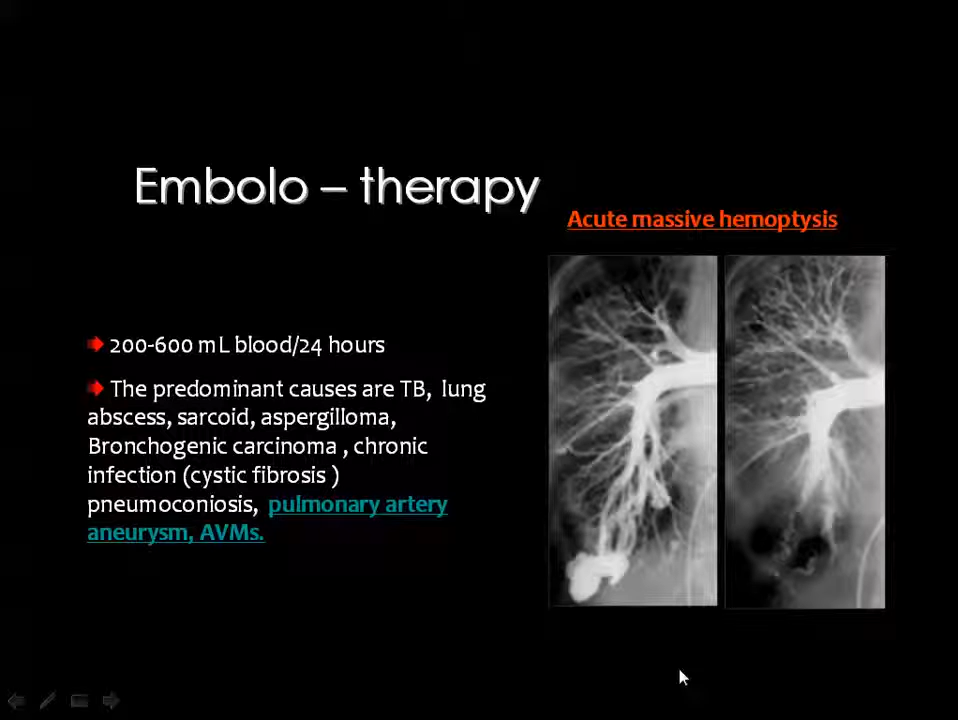 Embolo – therapy
Acute massive hemoptysis
200-600 mL blood/24 hours
The predominant causes are TB, lung
abscess, sarcoid, aspergilloma,
Bronchogenic carcinoma , chronic
infection (cystic fibrosis )
pneumoconiosis, pulmonary artery
aneurysm, AVMs.